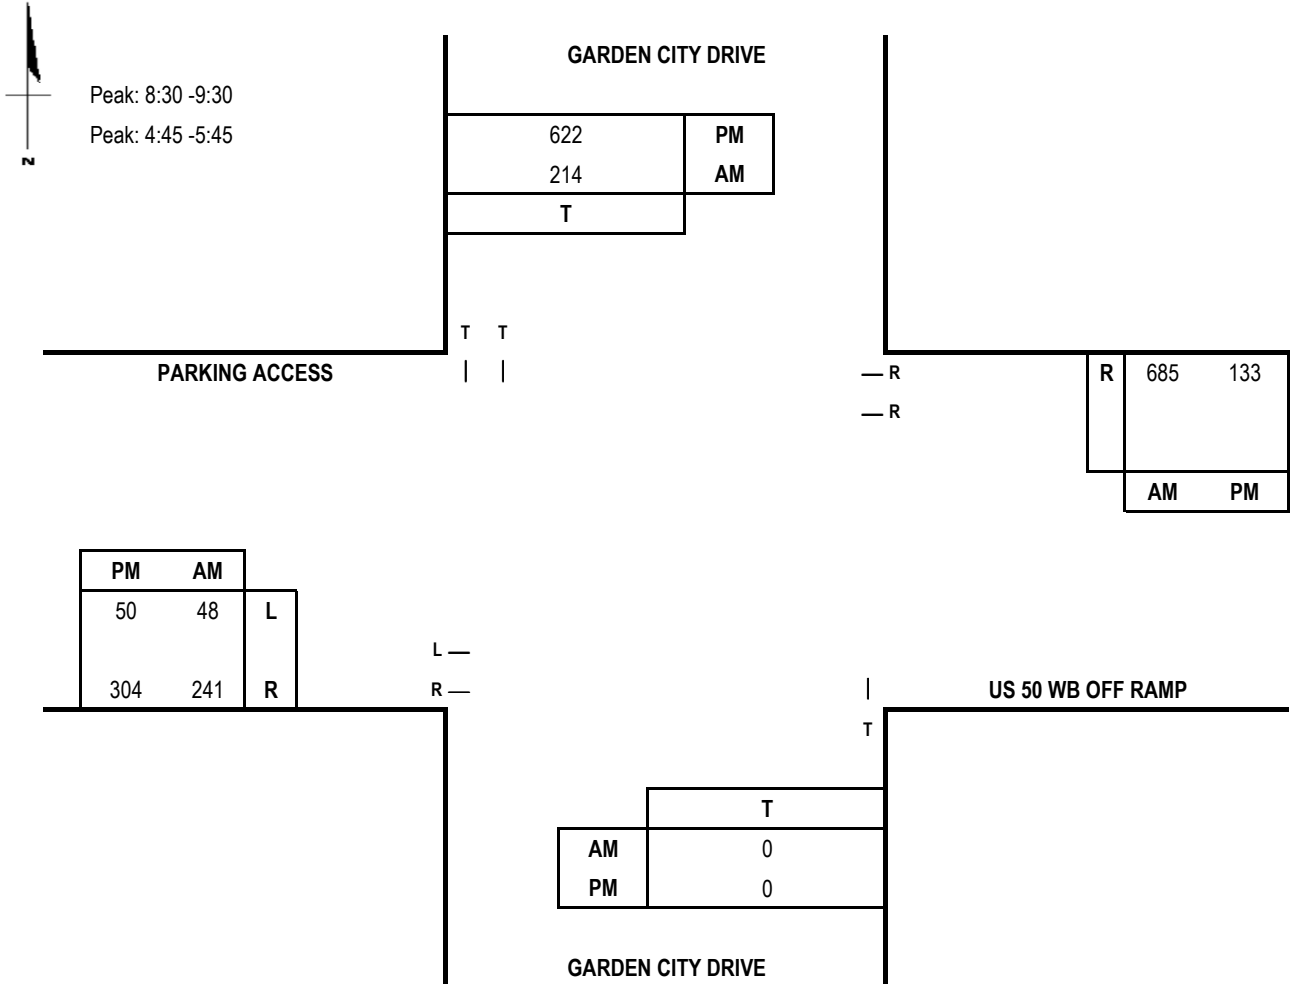 GARDEN CITY DRIVE
Peak: 8:30 -9:30
Peak: 4:45 -5:45
N
622 PM
214 AM
T
T T
PARKING ACCESS
R
R
R 685 133
AM PM
PM AM
50 48 L
304 241 R
L
R
US 50 WB OFF RAMP
T
T
AM 0
PM 0
GARDEN CITY DRIVE